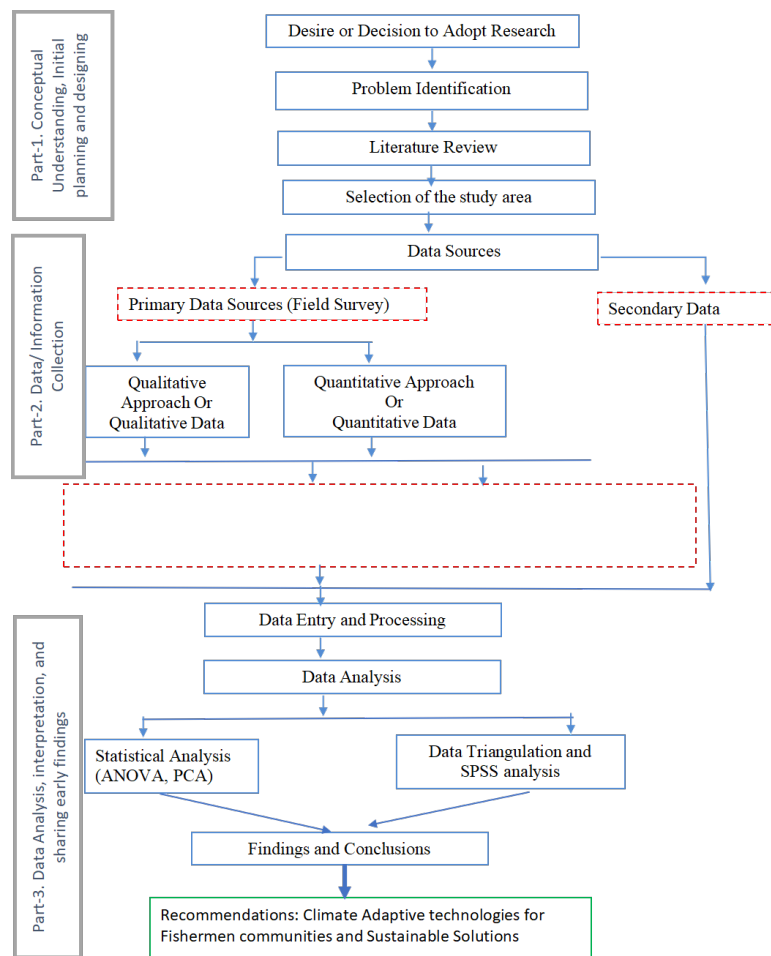 Part-1. Conceptual
Understanding, Initial
planning and designing
Desire or Decision to Adopt Research
Problem Identification
Literature Review
Selection of the study area
Part-2. Data/ Information
Collection
Data Sources
Primary Data Sources (Field Survey)
Secondary Data
Qualitative
Approach Or
Qualitative Data
Quantitative Approach
Or
Quantitative Data
Part-3. Data Analysis, interpretation, and
sharing early findings
Data Entry and Processing
Data Analysis
Statistical Analysis
(ANOVA, PCA)
Data Triangulation and
SPSS analysis
Findings and Conclusions
Recommendations: Climate Adaptive technologies for
Fishermen communities and Sustainable Solutions